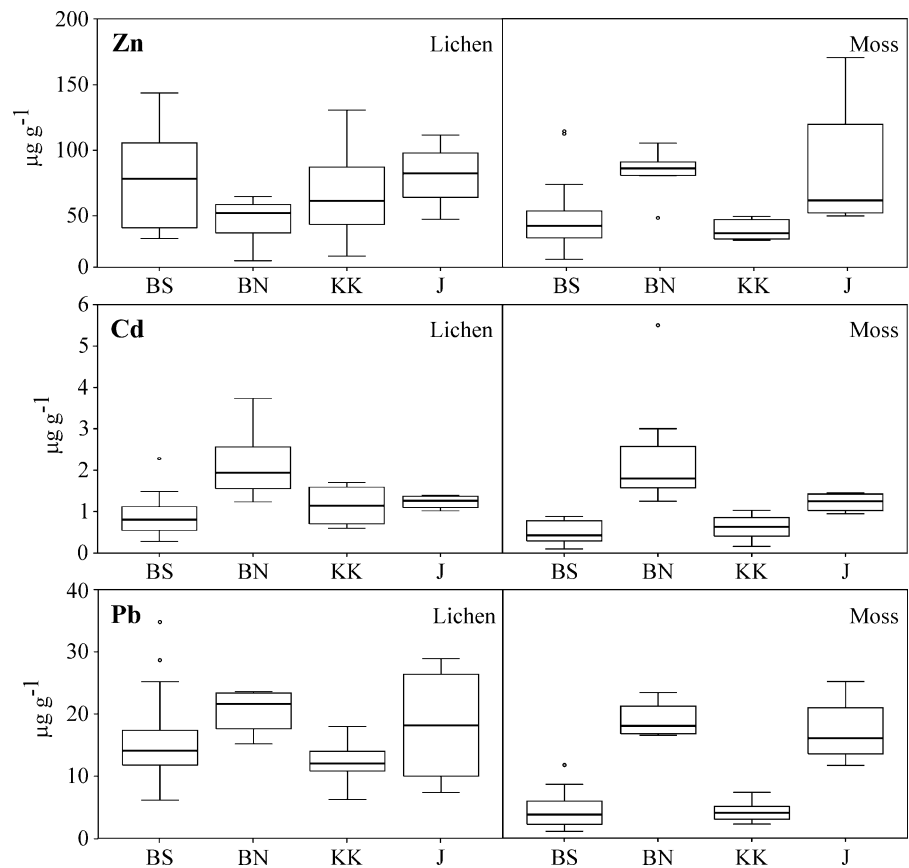 Zn Lichen Moss
200
150
100
50
0
µg g-1
BS BN KK J BS BN KK J
Cd Lichen Moss
6
5
4
3
2
1
0
µg g-1
BS BN KK J BS BN KK J
Pb Lichen Moss
40
30
20
10
0
µg g-1
BS BN KK J BS BN KK J